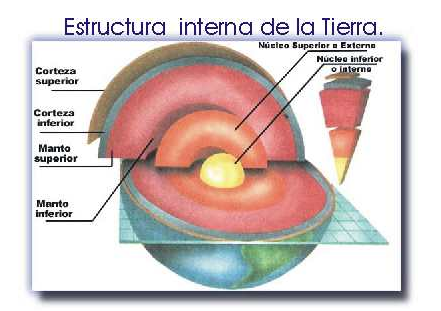 Estructura interna de la Tierra.
Núcleo Superior o Externo
Núcleo inferior
o interno
Corteza
superior
Corteza
inferior
Manto
superior
Manto
inferior